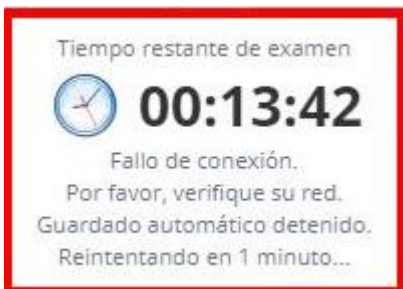 Tiempo restante de examen
00:13:42
Fallo de conexión.
Por favor, verifique su red.
Guardado automático detenido.
Reintentando en 1 minuto...